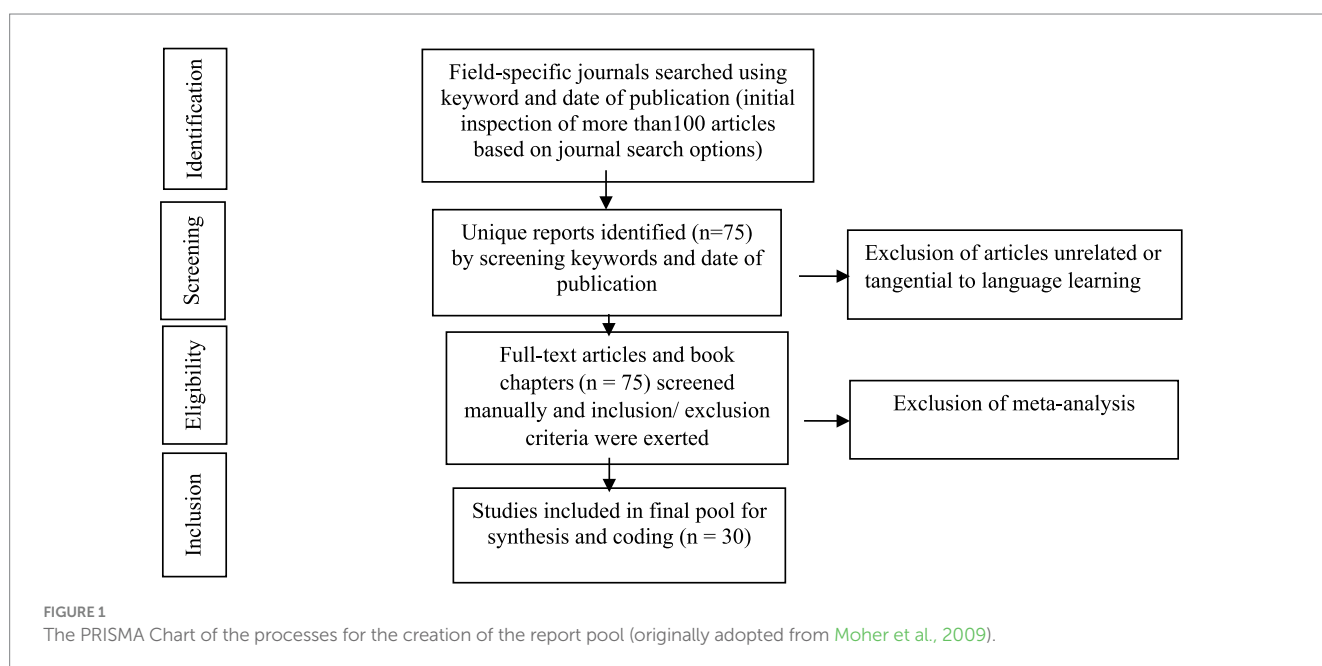 Identification
Field-specific journals searched using
keyword and date of publication (initial
inspection of more than100 articles
based on journal search options)
Screening
Unique reports identified (n=75)
by screening keywords and date of
publication
Exclusion of articles unrelated or
tangential to language learning
Eligibility
Full-text articles and book
chapters (n = 75) screened
manually and inclusion/ exclusion
criteria were exerted
Exclusion of meta-analysis
Inclusion
Studies included in final pool for
synthesis and coding (n = 30)
FIGURE 1
The PRISMA Chart of the processes for the creation of the report pool (originally adopted from Moher et al., 2009).